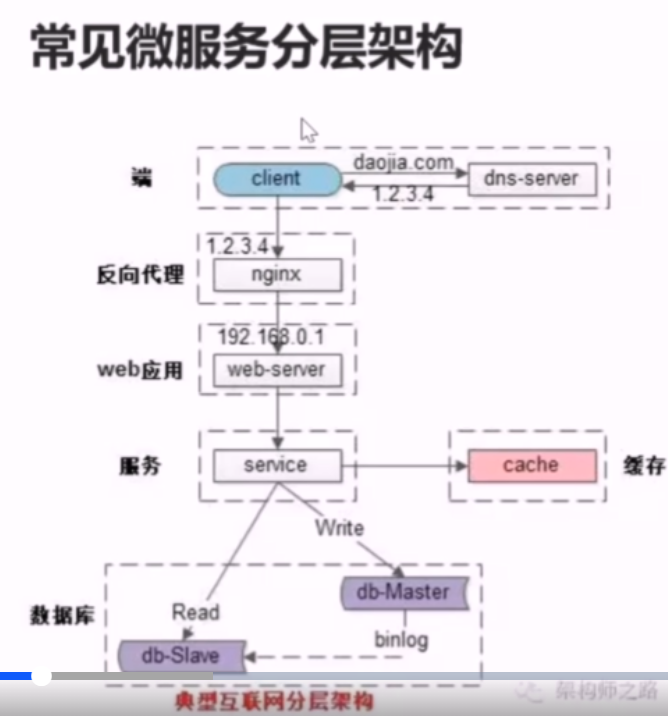 常见微服务分层架构
端
client
daojia.com
1.2.3.4
dns-server
1.2.3.4
反向代理
nginx
192.168.0.1
web应用
web-server
服务
service
cache
缓存
Write
数据库
db-Master
Read
binlog
db-Slave
典型互联网分层架构
架构师之路